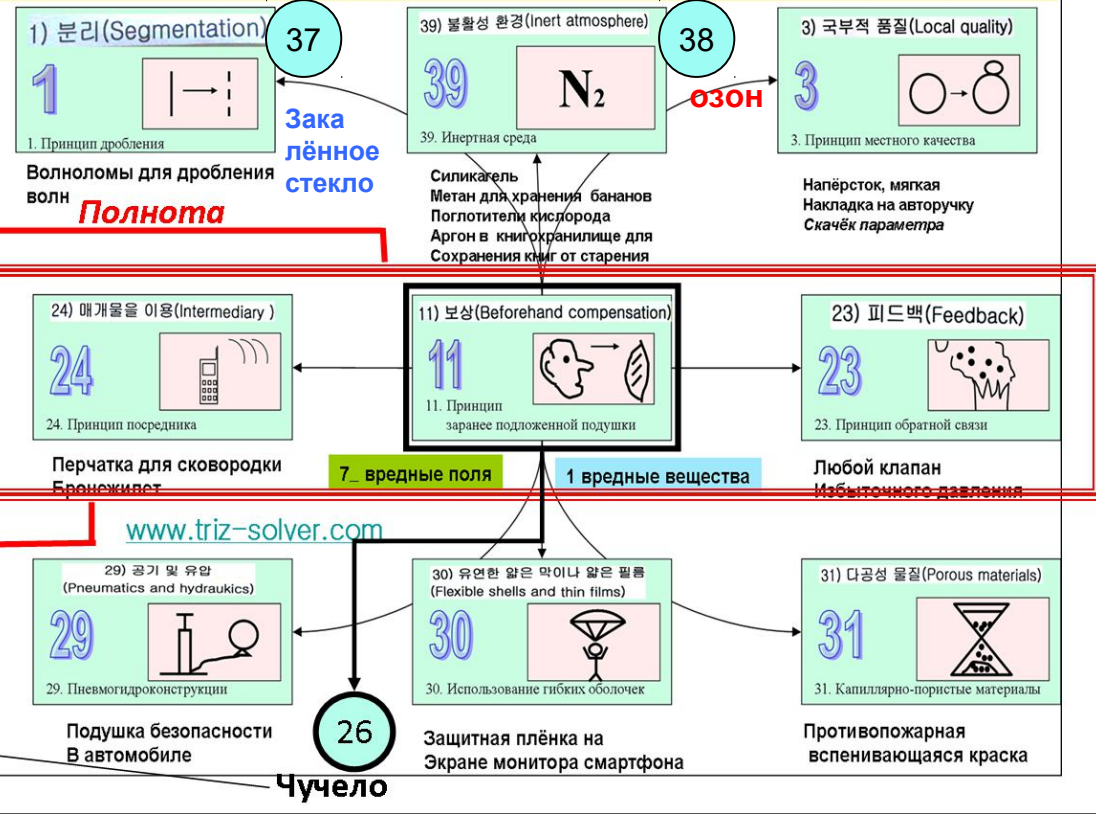 1) 분리(Segmentation)
1
1. Принцип дробления
Волноломы для дробления
волн
37
Зака
лённое
стекло
39) 불활성 환경(Inert atmosphere)
39
N2
39. Инертная среда
Силикагель
Метан для хранения бананов
Поглотители кислорода
Аргон в книгохранилище для
Сохранения книг от старения
38
озон
3) 국부적 품질(Local quality)
3
3. Принцип местного качества
Напёрсток, мягкая
Накладка на авторучку
Скачёк параметра
Полнота
24) 매개물을 이용(Intermediary )
24
24. Принцип посредника
Перчатка для сковородки
Бронежилет
11) 보상(Beforehand compensation)
11
11. Принцип
заранее подложенной подушки
7_ вредные поля
1 вредные вещества
23) 피드백(Feedback)
23
23. Принцип обратной связи
Любой клапан
Избыточного давления
www.triz-solver.com
29) 공기 및 유압
(Pneumatics and hydraukics)
29
29. Пневмогидроконструкции
Подушка безопасности
В автомобиле
26
Чучело
30) 유연한 얇은 막이나 얇은 필름
(Flexible shells and thin films)
30
30. Использование гибких оболочек
Защитная плёнка на
Экране монитора смартфона
31) 다공성 물질(Porous materials)
31
31. Капиллярно-пористые материалы
Противопожарная
вспенивающаяся краска